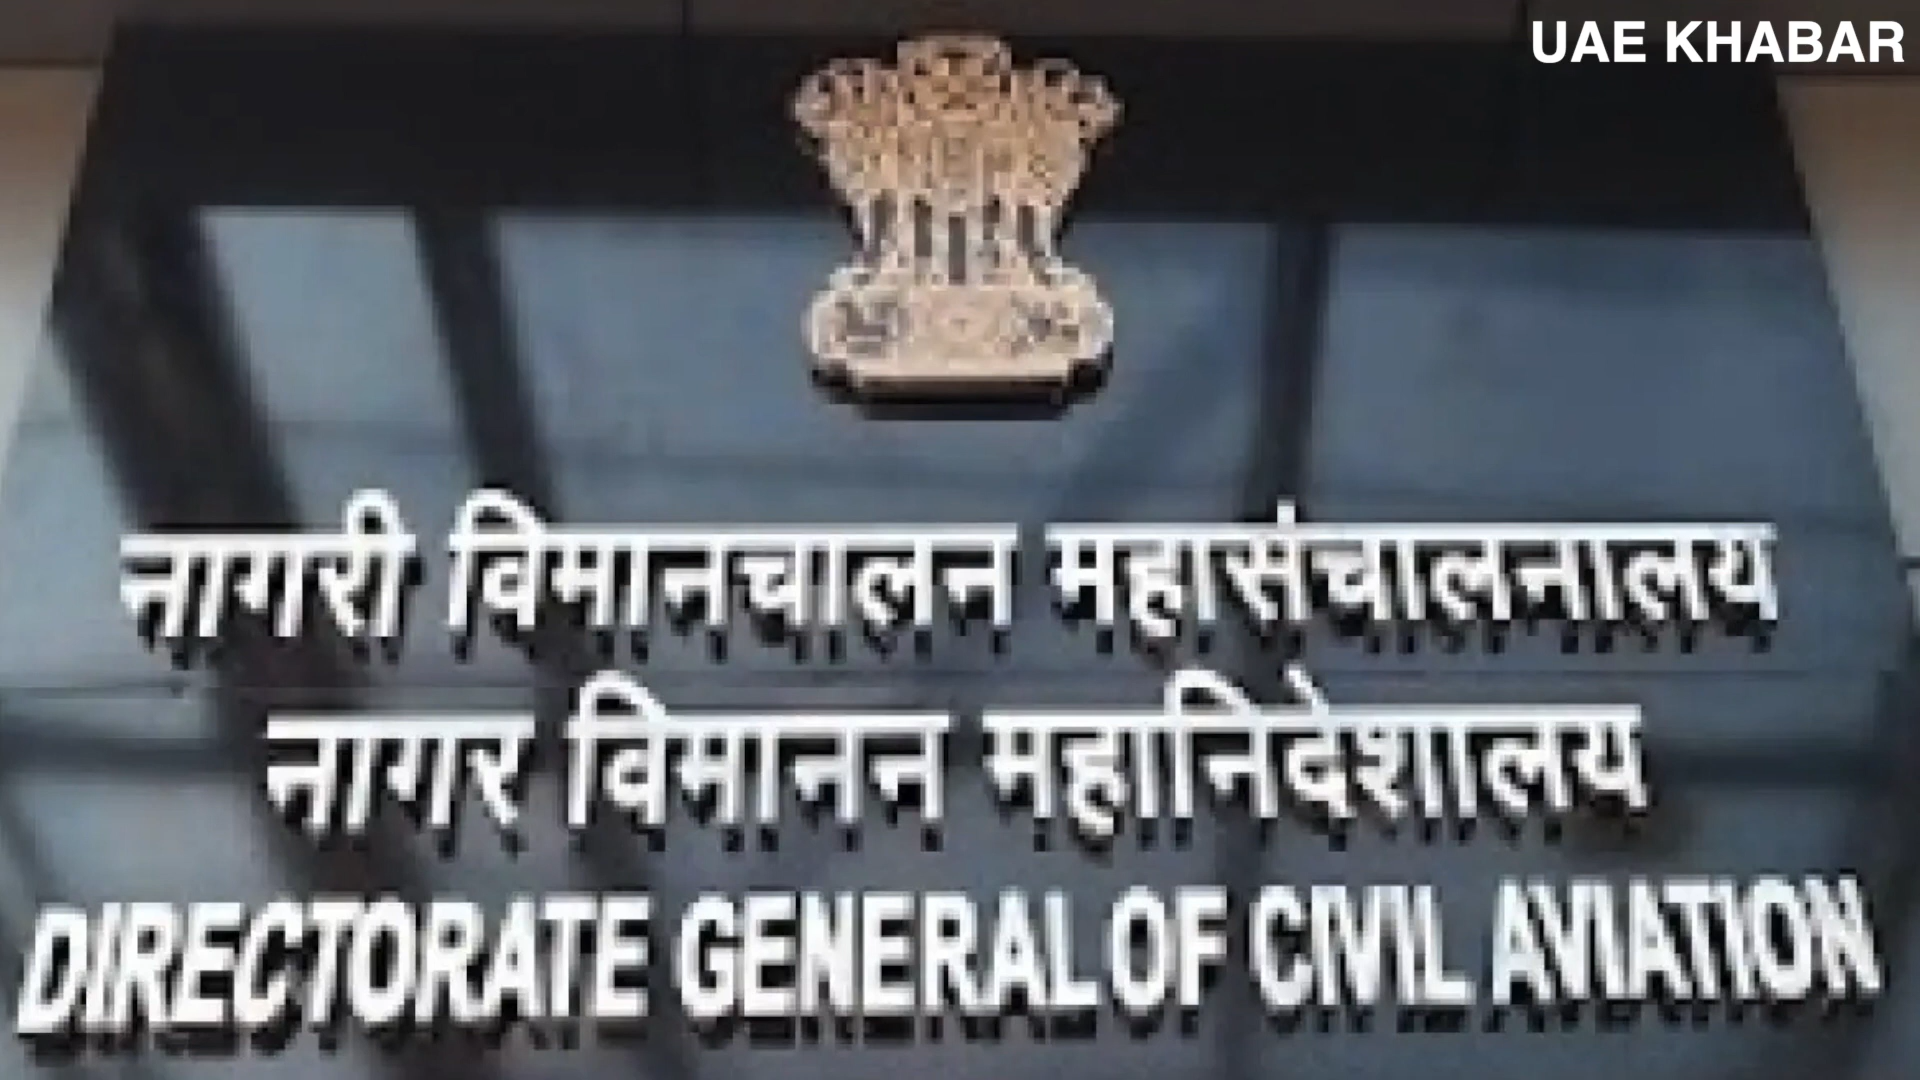 UAE KHABAR
नागरी विमानचालन महासंचालनालय
नागर विमानन महानिदेशालय
DIRECTORATE GENERAL OF CIVIL AVIATION